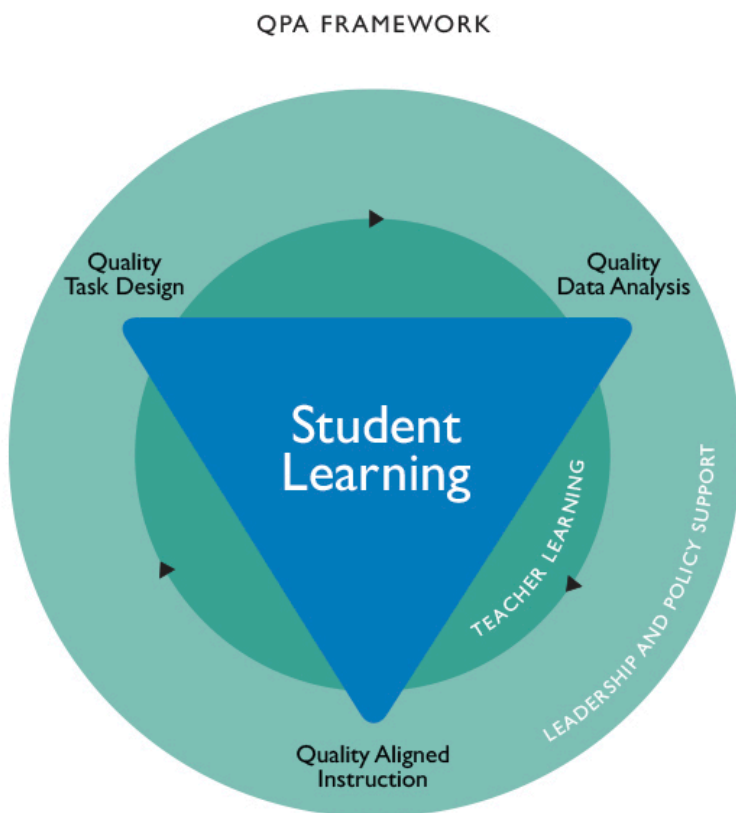 QPA FRAMEWORK
Quality
Task Design
Quality
Data Analysis
Student
Learning
TEACHER LEARNING
LEADERSHIP AND POLICY SUPPORT
Quality Aligned
Instruction